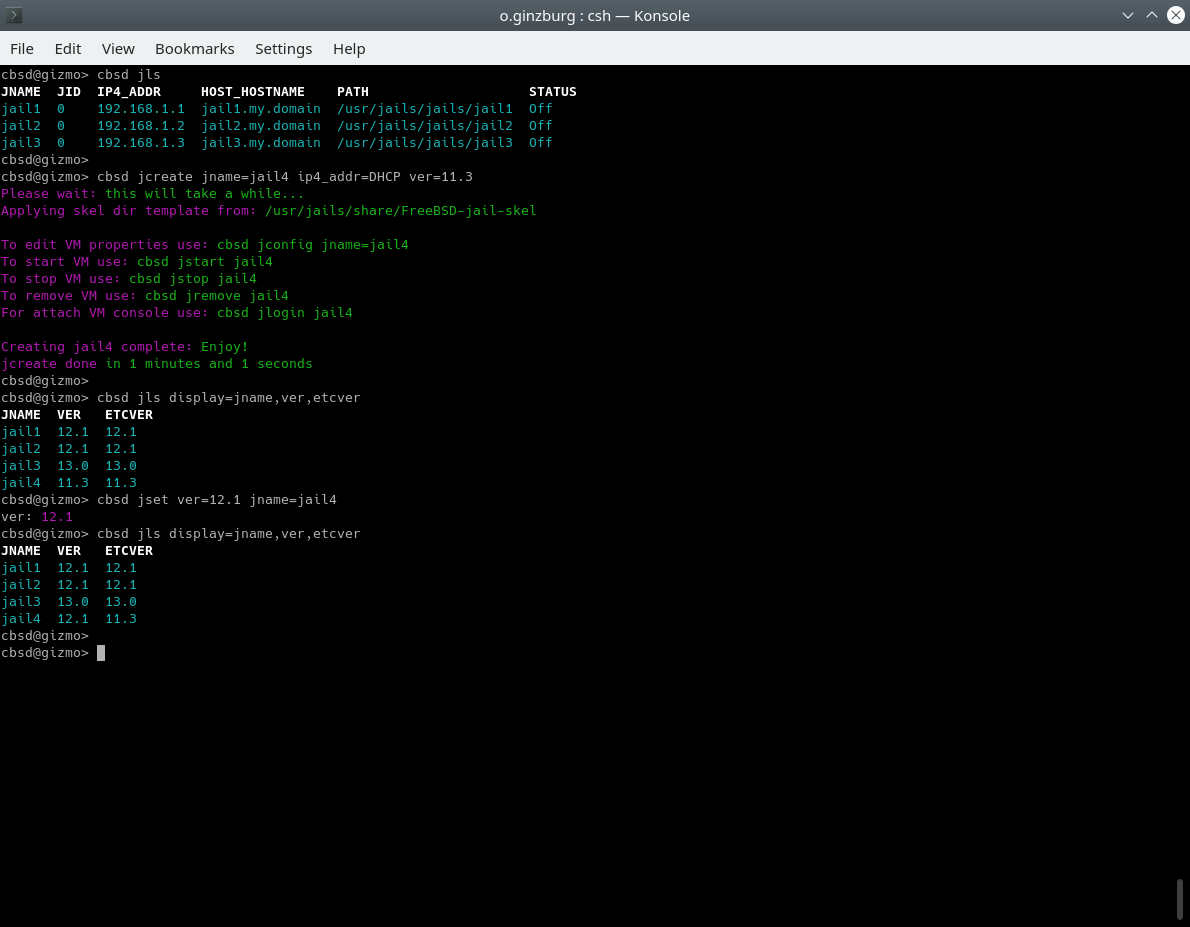 o.ginzburg : csh — Konsole
File Edit View Bookmarks Settings Help
cbsd@gizmo> cbsd jls
JNAME  JID  IP4_ADDR     HOST_HOSTNAME    PATH                    STATUS
jail1  0    192.168.1.1  jail1.my.domain  /usr/jails/jails/jail1  Off
jail2  0    192.168.1.2  jail2.my.domain  /usr/jails/jails/jail2  Off
jail3  0    192.168.1.3  jail3.my.domain  /usr/jails/jails/jail3  Off
cbsd@gizmo>
cbsd@gizmo> cbsd jcreate jname=jail4 ip4_addr=DHCP ver=11.3
Please wait: this will take a while...
Applying skel dir template from: /usr/jails/share/FreeBSD-jail-skel
To edit VM properties use: cbsd jconfig jname=jail4
To start VM use: cbsd jstart jail4
To stop VM use: cbsd jstop jail4
To remove VM use: cbsd jremove jail4
For attach VM console use: cbsd jlogin jail4
Creating jail4 complete: Enjoy!
jcreate done in 1 minutes and 1 seconds
cbsd@gizmo>
cbsd@gizmo> cbsd jls display=jname,ver,etcver
JNAME  VER   ETCVER
jail1  12.1  12.1
jail2  12.1  12.1
jail3  13.0  13.0
jail4  11.3  11.3
cbsd@gizmo> cbsd jset ver=12.1 jname=jail4
ver: 12.1
cbsd@gizmo> cbsd jls display=jname,ver,etcver
JNAME  VER   ETCVER
jail1  12.1  12.1
jail2  12.1  12.1
jail3  13.0  13.0
jail4  12.1  11.3
cbsd@gizmo>
cbsd@gizmo>